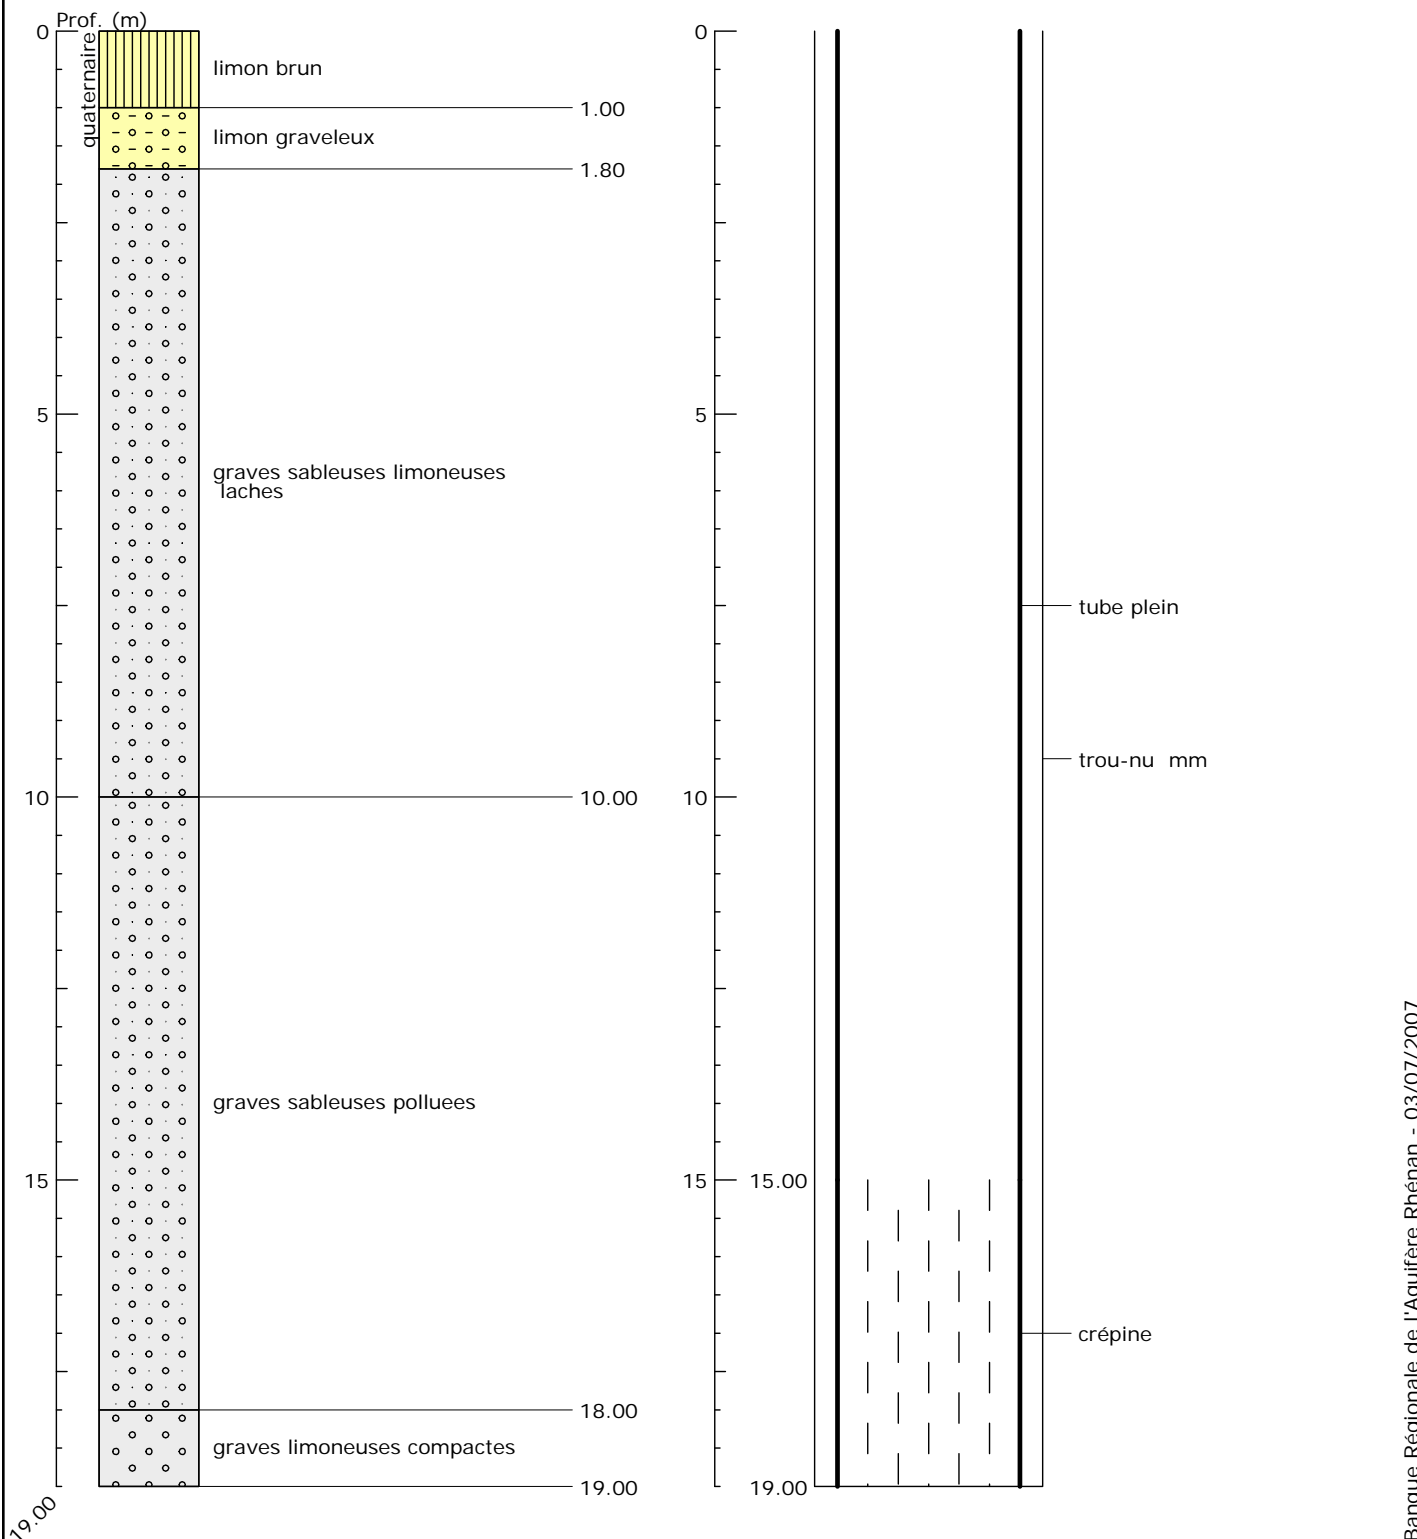 Prof. (m)
0
quaternaire
limon brun
1.00
limon graveleux
1.80
5
graves sableuses limoneuses
laches
10
10.00
graves sableuses polluees
15
18.00
graves limoneuses compactes
19.00
19.00
0
5
tube plein
trou-nu mm
10
15
15.00
crépine
19.00
Banque Régionale de l'Aquifère Rhénan - 03/07/2007